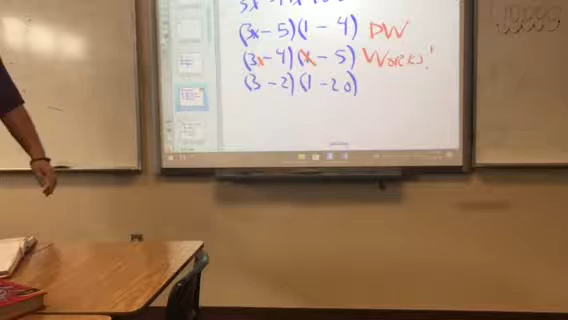 (3x - 5)(1 - 4) DW
(3x - 4)(x - 5) Works!
(3 - 2)(1 - 20)